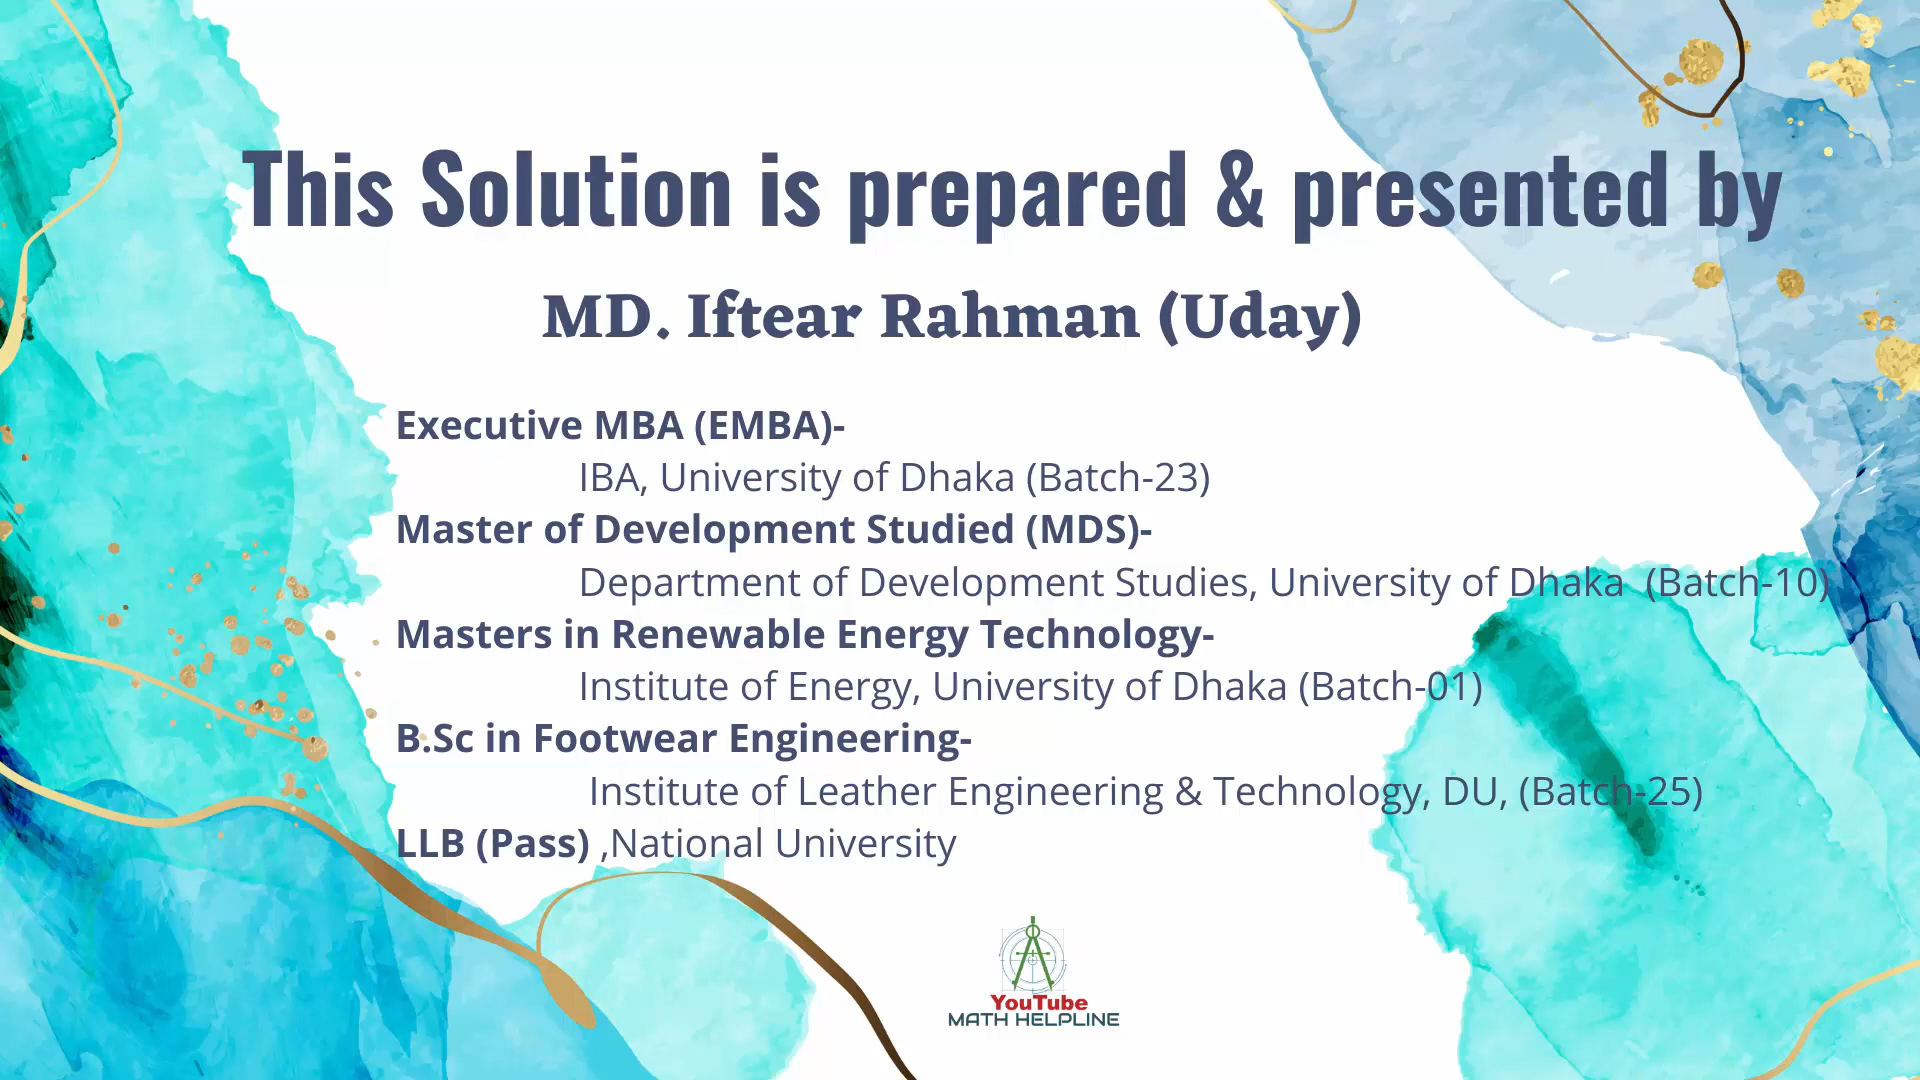 This Solution is prepared & presented by
MD. Iftear Rahman (Uday)
Executive MBA (EMBA)-
IBA, University of Dhaka (Batch-23)
Master of Development Studied (MDS)-
Department of Development Studies, University of Dhaka (Batch-10)
Masters in Renewable Energy Technology-
Institute of Energy, University of Dhaka (Batch-01)
B.Sc in Footwear Engineering-
Institute of Leather Engineering & Technology, DU, (Batch-25)
LLB (Pass) ,National University
YouTube
MATH HELPLINE